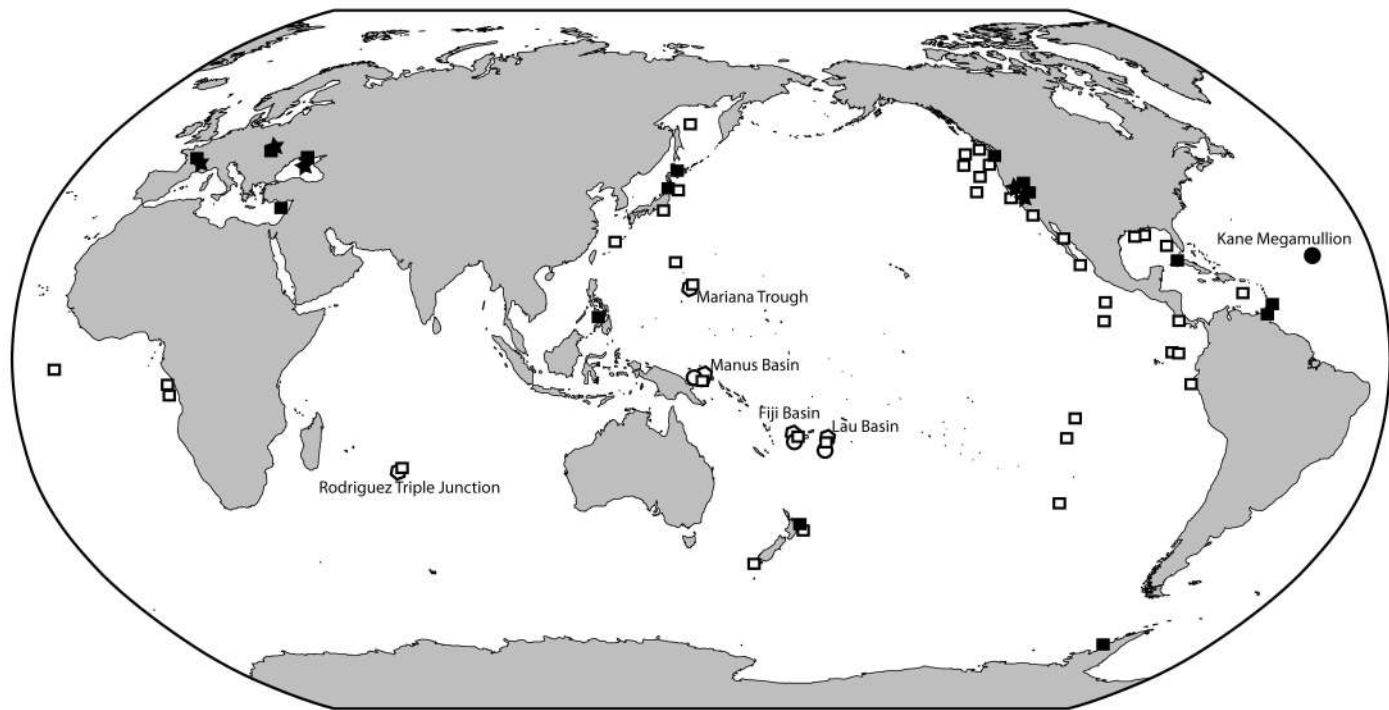 Kane Megamullion
Mariana Trough
Manus Basin
Fiji Basin
Lau Basin
Rodriguez Triple Junction